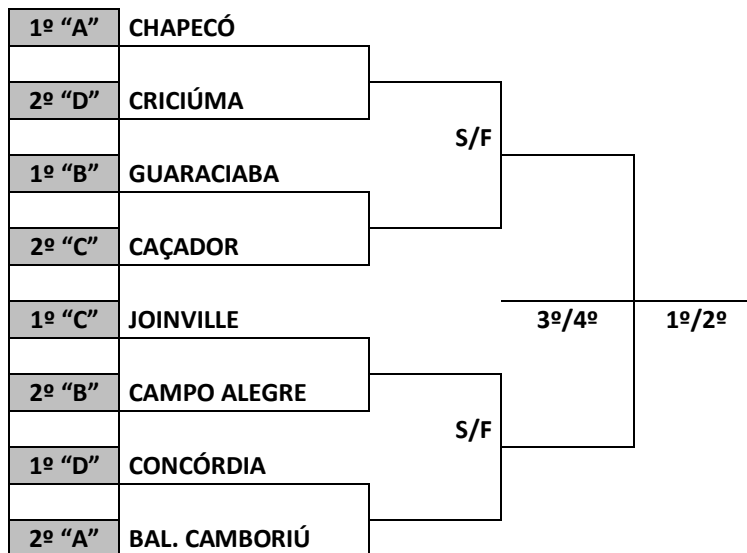 1º “A” CHAPECÓ
2º “D” CRICIÚMA
S/F
1º “B” GUARACIABA
2º “C” CAÇADOR
1º “C” JOINVILLE
3º/4º 1º/2º
2º “B” CAMPO ALEGRE
S/F
1º “D” CONCÓRDIA
2º “A” BAL. CAMBORIÚ